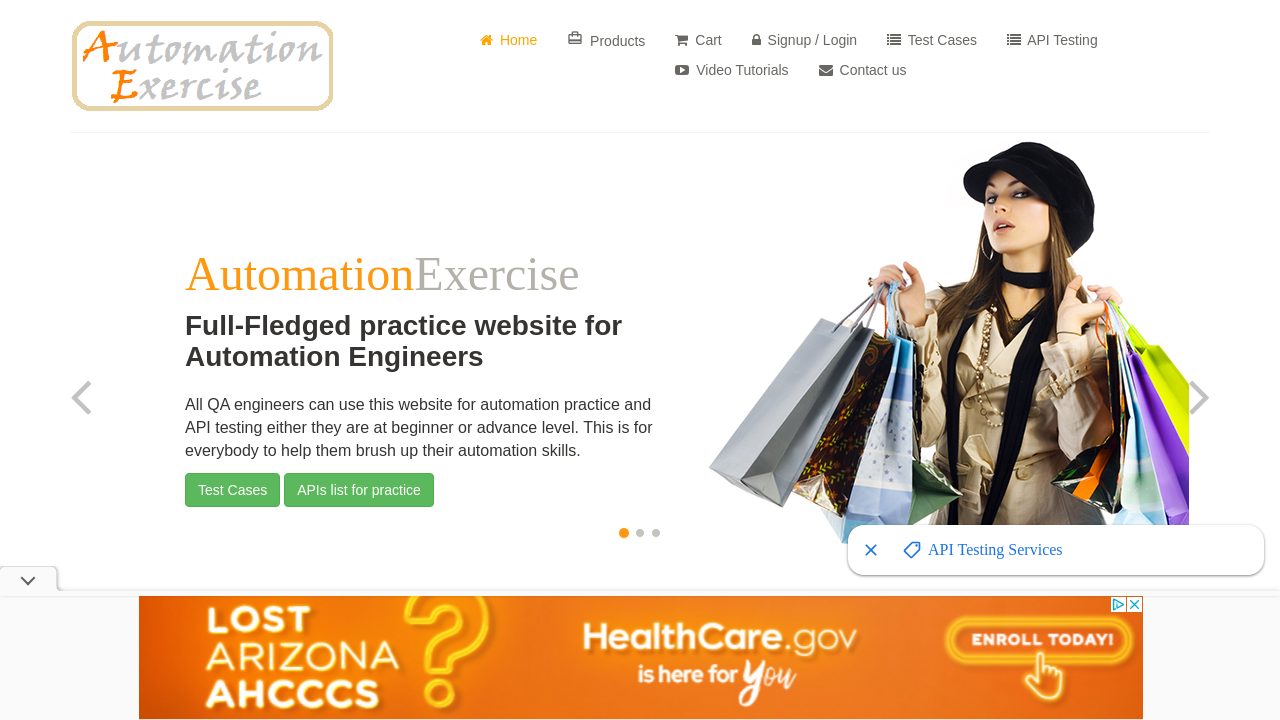 Automation
Exercise
Home
Products
Cart
Signup / Login
Test Cases
API Testing
Video Tutorials
Contact us
AutomationExercise
Full-Fledged practice website for
Automation Engineers
All QA engineers can use this website for automation practice and
API testing either they are at beginner or advance level. This is for
everybody to help them brush up their automation skills.
Test Cases
APIs list for practice
API Testing Services
LOST
ARIZONA
AHCCCS
?
HealthCare.gov
is here for You
ENROLL TODAY!